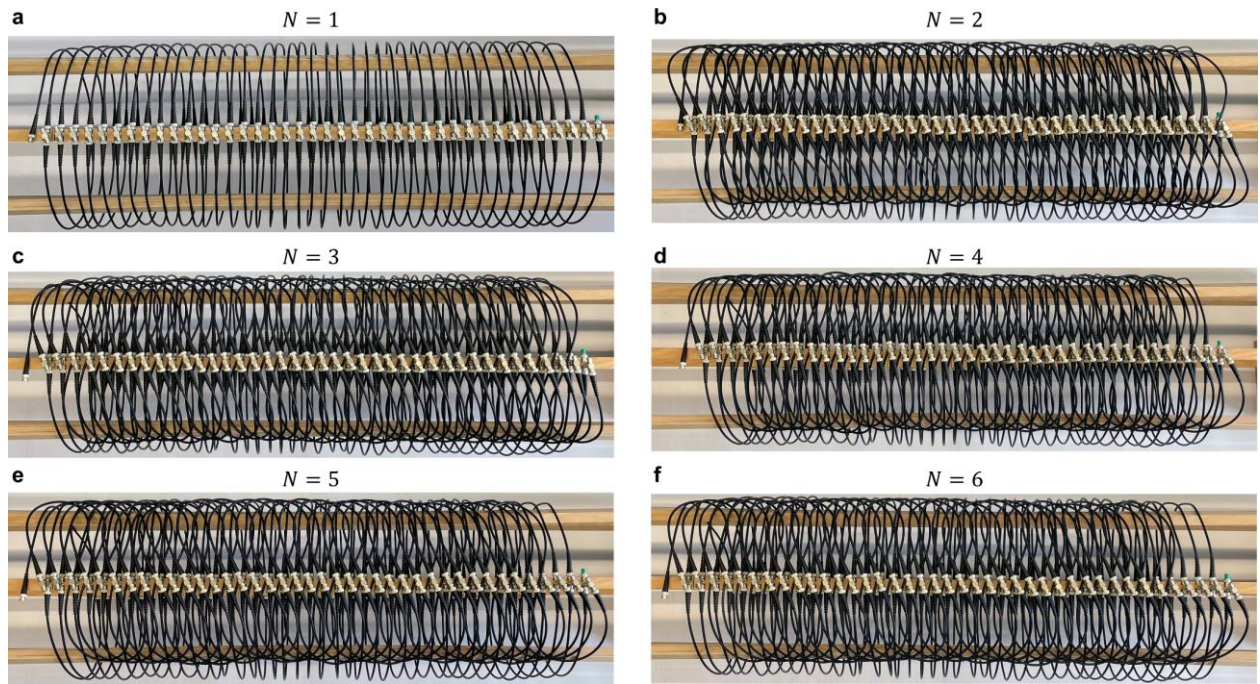 a
N = 1
b
N = 2
c
N = 3
d
N = 4
e
N = 5
f
N = 6